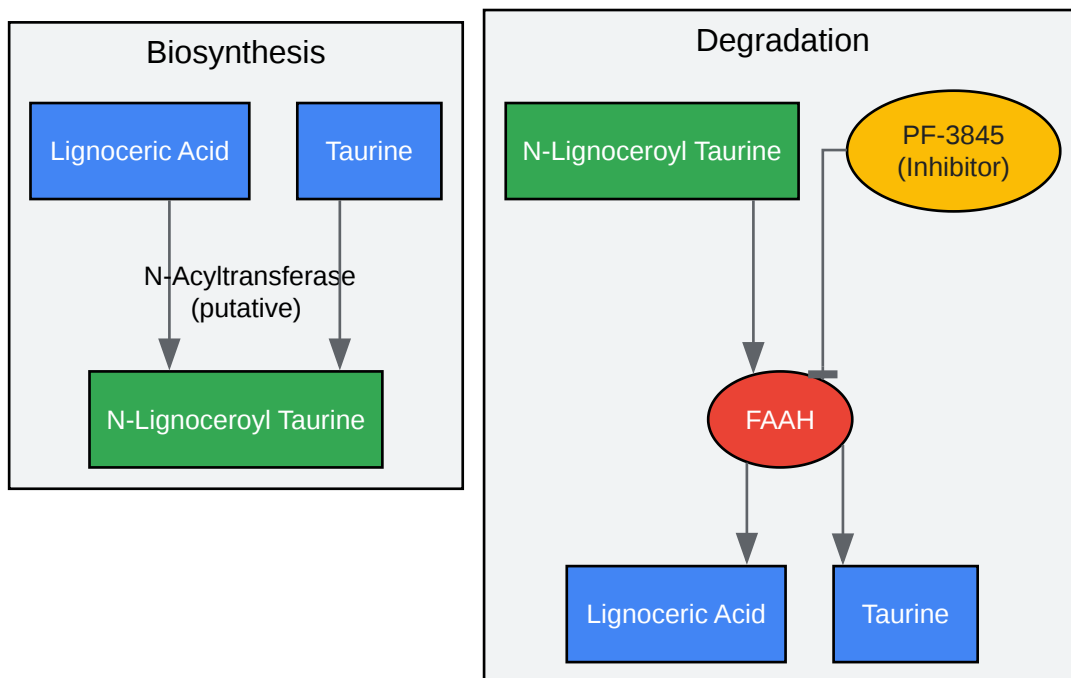 Biosynthesis
Lignoceric Acid
Taurine
N-Acyltransferase
(putative)
N-Lignoceroyl Taurine
Degradation
N-Lignoceroyl Taurine
PF-3845
(Inhibitor)
FAAH
Lignoceric Acid
Taurine